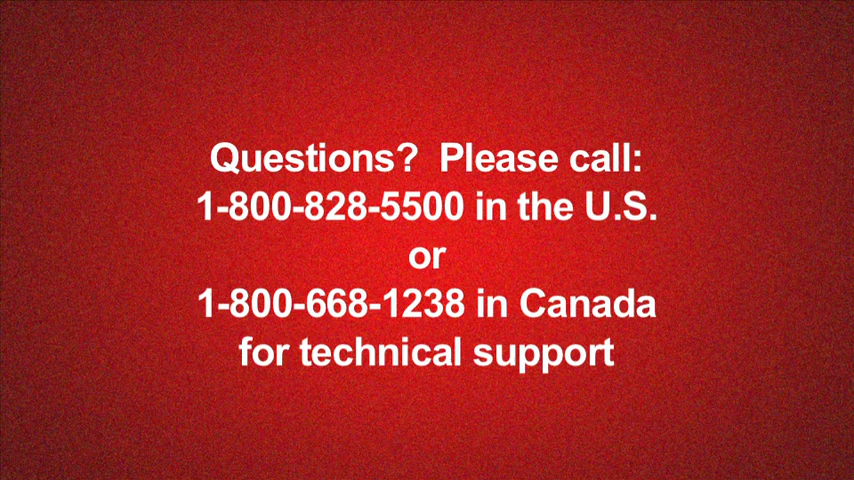 Questions?  Please call:
1-800-828-5500 in the U.S.
or
1-800-668-1238 in Canada
for technical support